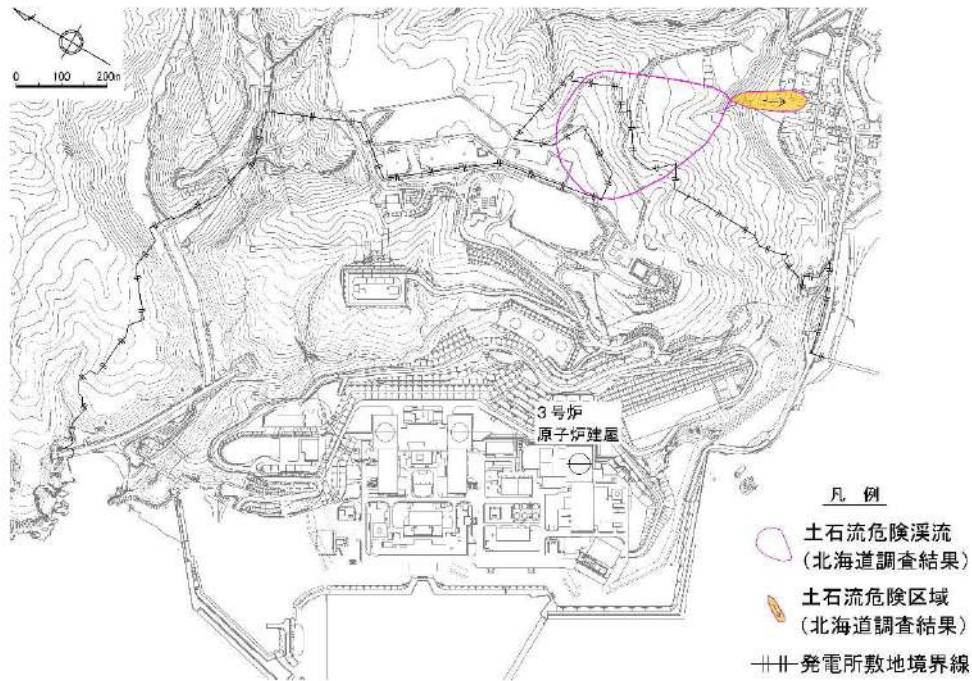 0 100 200m
3号炉
原子炉建屋
凡 例
土石流危険渓流
(北海道調査結果)
土石流危険区域
(北海道調査結果)
発電所敷地境界線